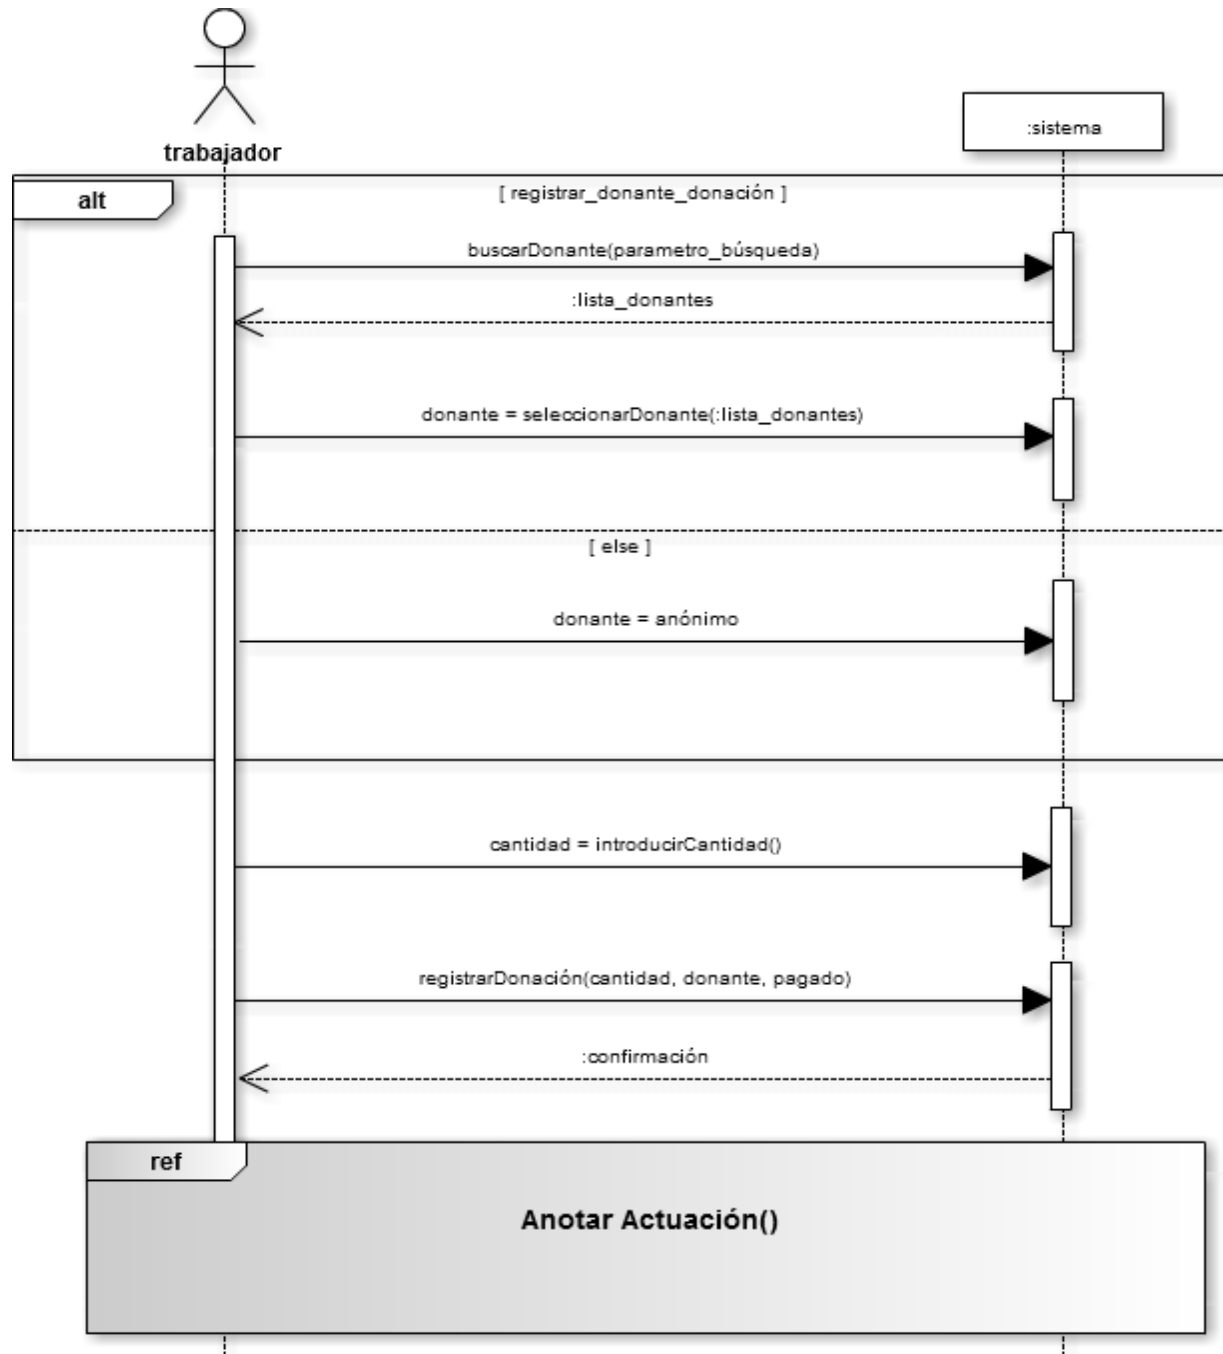 trabajador
:sistema
alt
[ registrar_donante_donación ]
buscarDonante(parametro_búsqueda)
:lista_donantes
donante = seleccionarDonante(:lista_donantes)
[ else ]
donante = anónimo
cantidad = introducirCantidad()
registrarDonación(cantidad, donante, pagado)
:confirmación
ref
Anotar Actuación()